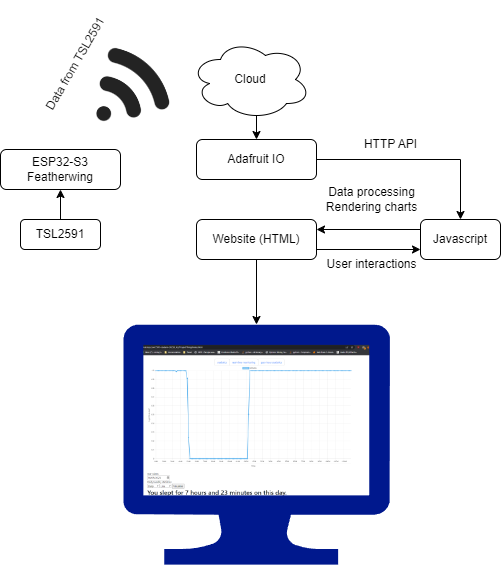 Data from TSL2591
Cloud
ESP32-S3
Featherwing
Adafruit IO
HTTP API
Data processing
Rendering charts
TSL2591
Website (HTML)
Javascript
User interactions
You slept for 7 hours and 23 minutes on this day.